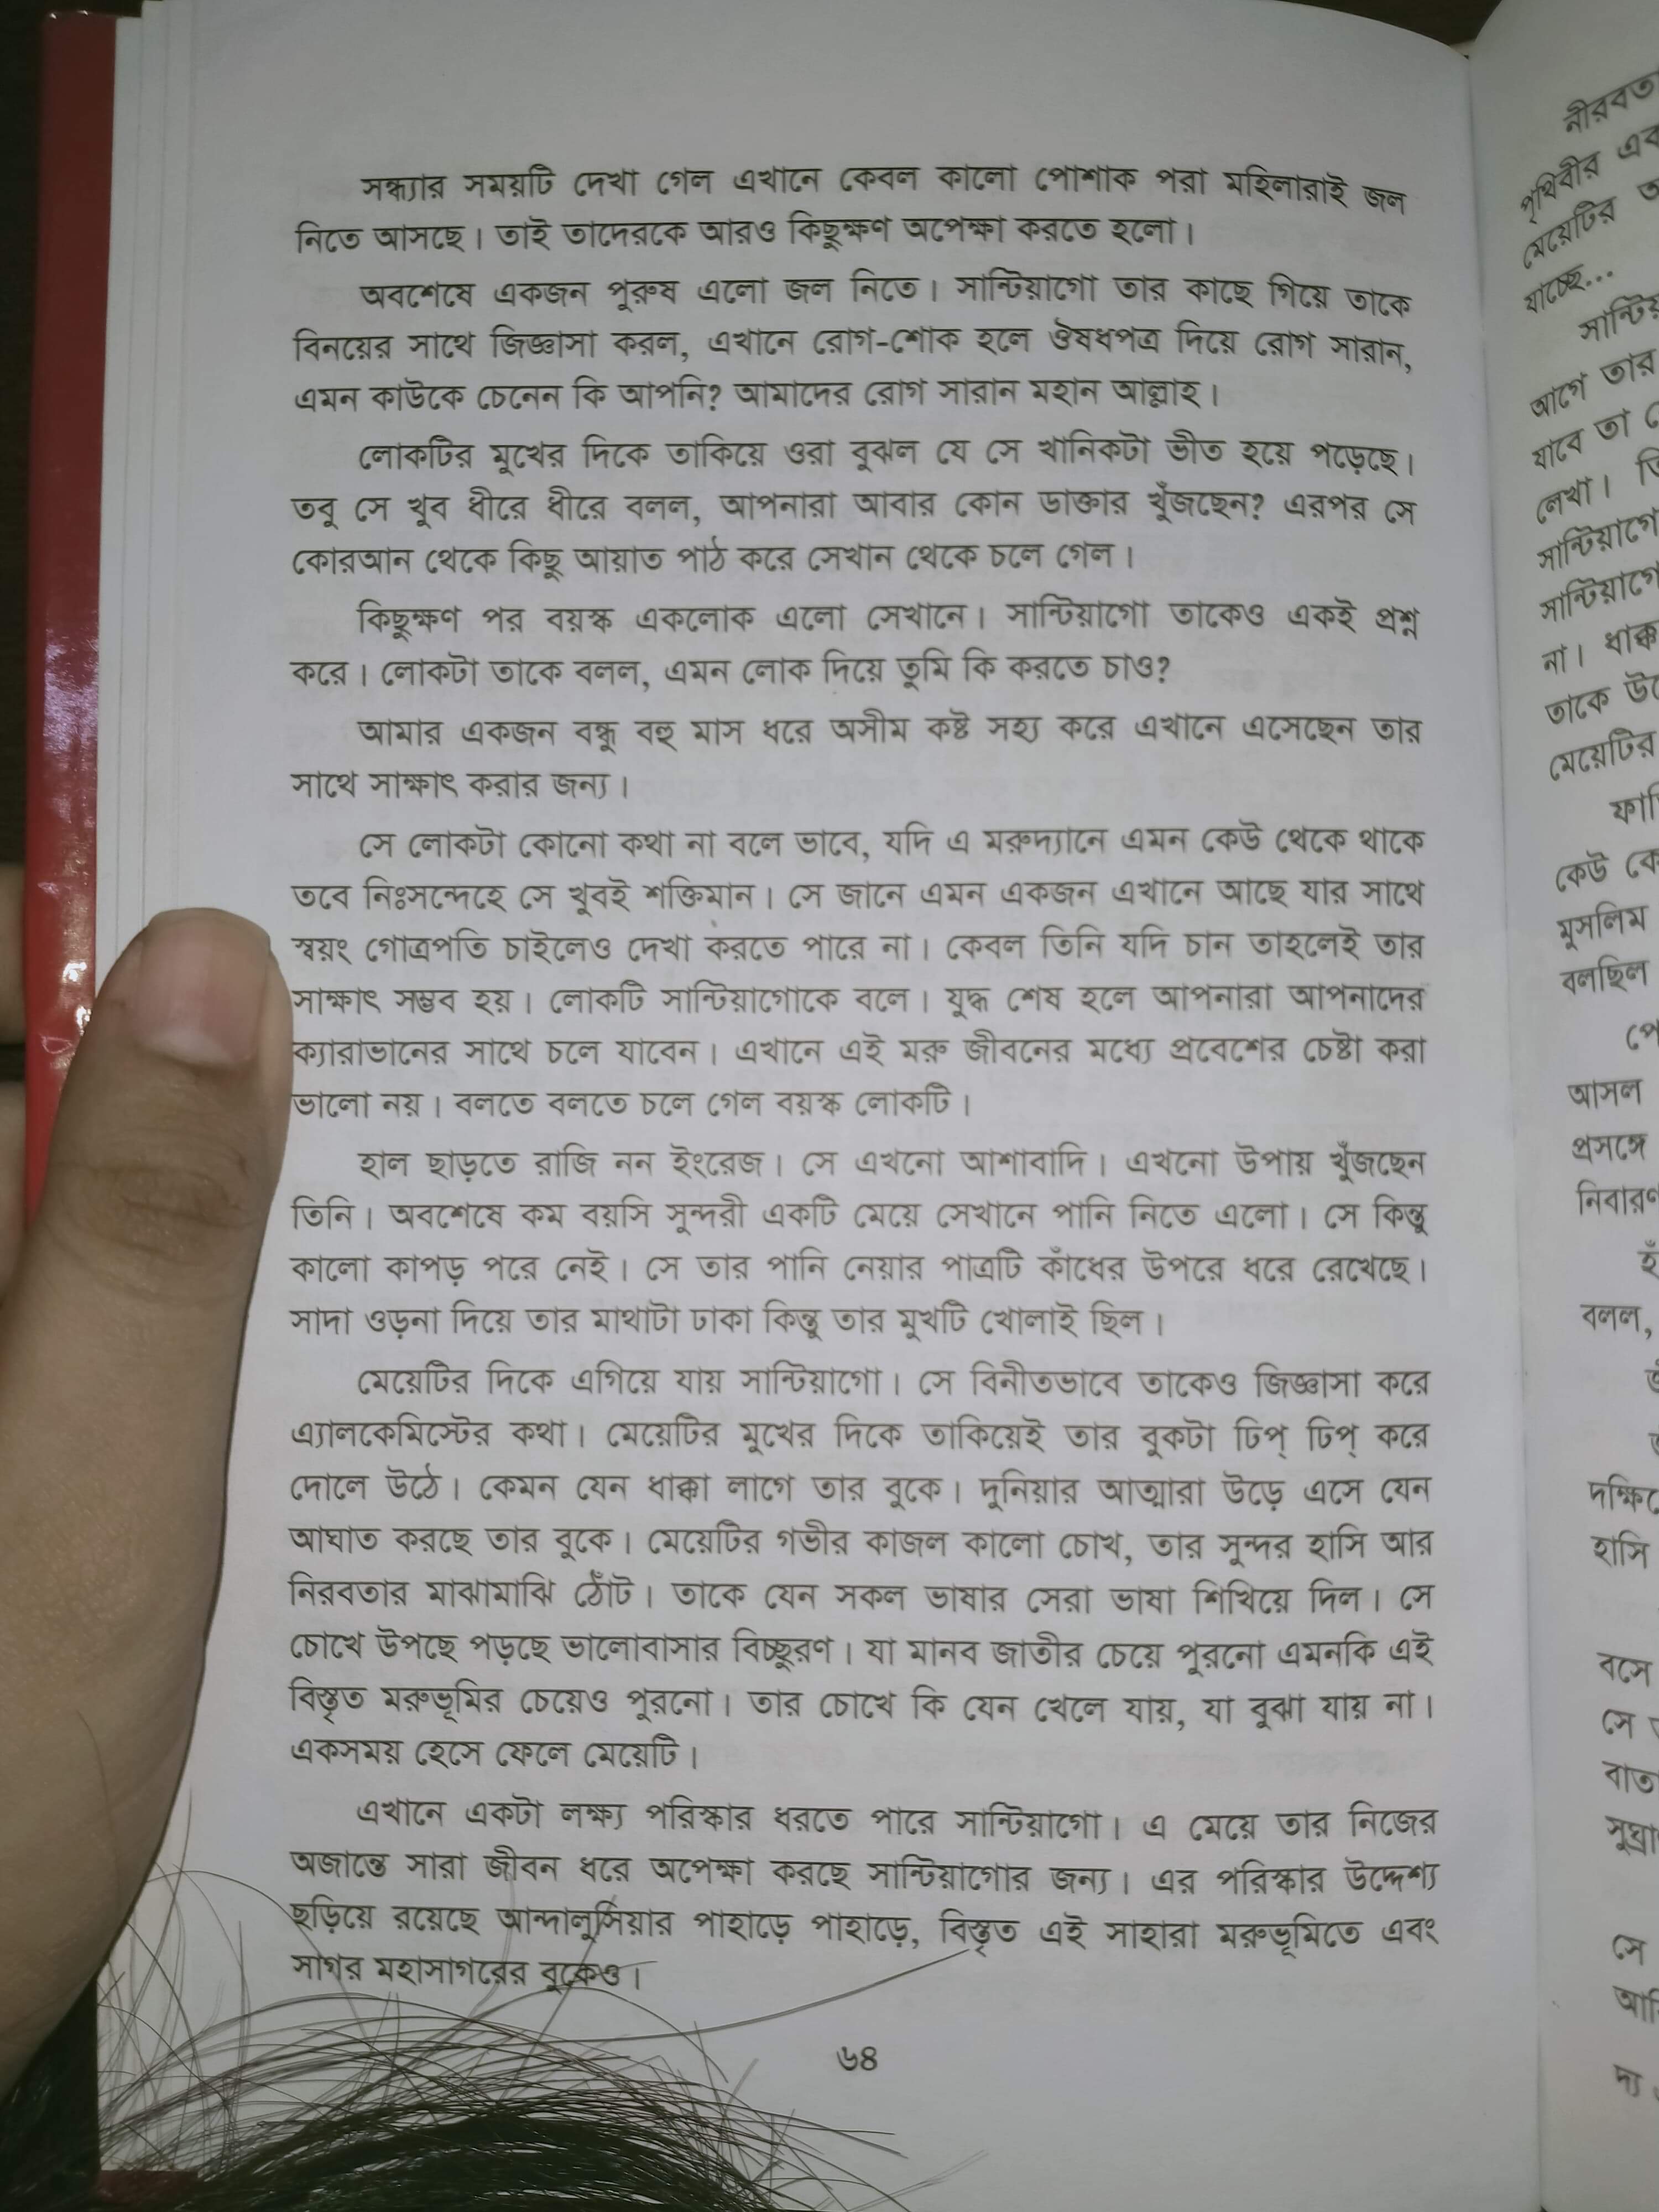 সন্ধ্যার সময়টি দেখা গেল এখানে কেবল কালো পোশাক পরা মহিলারাই জল
নিতে আসছে। তাই তাদেরকে আরও কিছুক্ষণ অপেক্ষা করতে হলো।
অবশেষে একজন পুরুষ এলো জল নিতে। সান্টিয়াগো তার কাছে গিয়ে তাকে
বিনয়ের সাথে জিজ্ঞাসা করল, এখানে রোগ-শোক হলে ঔষধপত্র দিয়ে রোগ সারান,
এমন কাউকে চেনেন কি আপনি? আমাদের রোগ সারান মহান আল্লাহ।
লোকটির মুখের দিকে তাকিয়ে ওরা বুঝল যে সে খানিকটা ভীত হয়ে পড়েছে।
তবু সে খুব ধীরে ধীরে বলল, আপনারা আবার কোন ডাক্তার খুঁজছেন? এরপর সে
কোরআন থেকে কিছু আয়াত পাঠ করে সেখান থেকে চলে গেল।
কিছুক্ষণ পর বয়স্ক একলোক এলো সেখানে। সান্টিয়াগো তাকেও একই প্রশ্ন
করে। লোকটা তাকে বলল, এমন লোক দিয়ে তুমি কি করতে চাও?
আমার একজন বন্ধু বহু মাস ধরে অসীম কষ্ট সহ্য করে এখানে এসেছেন তার
সাথে সাক্ষাৎ করার জন্য।
সে লোকটা কোনো কথা না বলে ভাবে, যদি এ মরুদ্যানে এমন কেউ থেকে থাকে
তবে নিঃসন্দেহে সে খুবই শক্তিমান। সে জানে এমন একজন এখানে আছে যার সাথে
স্বয়ং গোত্রপতি চাইলেও দেখা করতে পারে না। কেবল তিনি যদি চান তাহলেই তার
সাক্ষাৎ সম্ভব হয়। লোকটি সান্টিয়াগোকে বলে। যুদ্ধ শেষ হলে আপনারা আপনাদের
ক্যারাভানের সাথে চলে যাবেন। এখানে এই মরু জীবনের মধ্যে প্রবেশের চেষ্টা করা
ভালো নয়। বলতে বলতে চলে গেল বয়স্ক লোকটি।
হাল ছাড়তে রাজি নন ইংরেজ। সে এখনো আশাবাদি। এখনো উপায় খুঁজছেন
তিনি। অবশেষে কম বয়সি সুন্দরী একটি মেয়ে সেখানে পানি নিতে এলো। সে কিন্তু
কালো কাপড় পরে নেই। সে তার পানি নেয়ার পাত্রটি কাঁধের উপরে ধরে রেখেছে।
সাদা ওড়না দিয়ে তার মাথাটা ঢাকা কিন্তু তার মুখটি খোলাই ছিল।
মেয়েটির দিকে এগিয়ে যায় সান্টিয়াগো। সে বিনীতভাবে তাকেও জিজ্ঞাসা করে
এ্যালকেমিস্টের কথা। মেয়েটির মুখের দিকে তাকিয়েই তার বুকটা ঢিপ্ ঢিপ্ করে
দোলে উঠে। কেমন যেন ধাক্কা লাগে তার বুকে। দুনিয়ার আত্মারা উড়ে এসে যেন
আঘাত করছে তার বুকে। মেয়েটির গভীর কাজল কালো চোখ, তার সুন্দর হাসি আর
নিরবতার মাঝামাঝি ঠোঁট। তাকে যেন সকল ভাষার সেরা ভাষা শিখিয়ে দিল। সে
চোখে উপছে পড়ছে ভালোবাসার বিচ্ছুরণ। যা মানব জাতীর চেয়ে পুরনো এমনকি এই
বিস্তৃত মরুভূমির চেয়েও পুরনো। তার চোখে কি যেন খেলে যায়, যা বুঝা যায় না।
একসময় হেসে ফেলে মেয়েটি।
এখানে একটা লক্ষ্য পরিস্কার ধরতে পারে সান্টিয়াগো। এ মেয়ে তার নিজের
অজান্তে সারা জীবন ধরে অপেক্ষা করছে সান্টিয়াগোর জন্য। এর পরিস্কার উদ্দেশ্য
ছড়িয়ে রয়েছে আন্দালুসিয়ার পাহাড়ে পাহাড়ে, বিস্তৃত এই সাহারা মরুভূমিতে এবং
সাগর মহাসাগরের বুকেও।
৬৪
পৃথিবীর
মেয়েটির
যাচ্ছে...
আগে তার
যাবে তা
লেখা।
না।
তাকে
মেয়েটির
কেউ
মুসলিম
বলছিল
আসল
প্রসঙ্গে
বলল,
হাসি
বসে
সে
সে